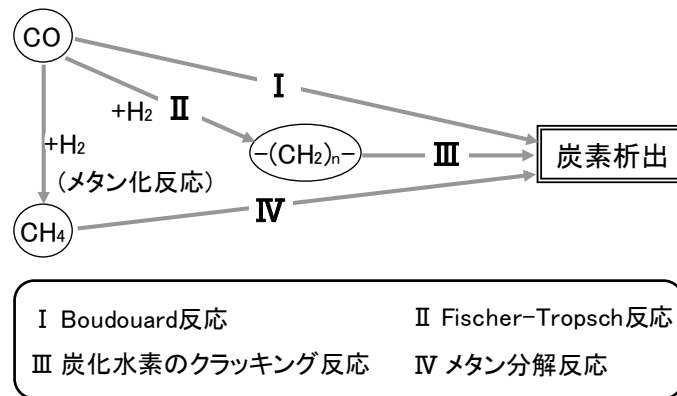 CO
Ⅰ
+H₂ Ⅱ
+H₂
−(CH₂)ₙ−
Ⅲ
炭素析出
(メタン化反応)
Ⅳ
CH₄
Ⅰ Boudouard反応
Ⅱ Fischer−Tropsch反応
Ⅲ 炭化水素のクラッキング反応
Ⅳ メタン分解反応